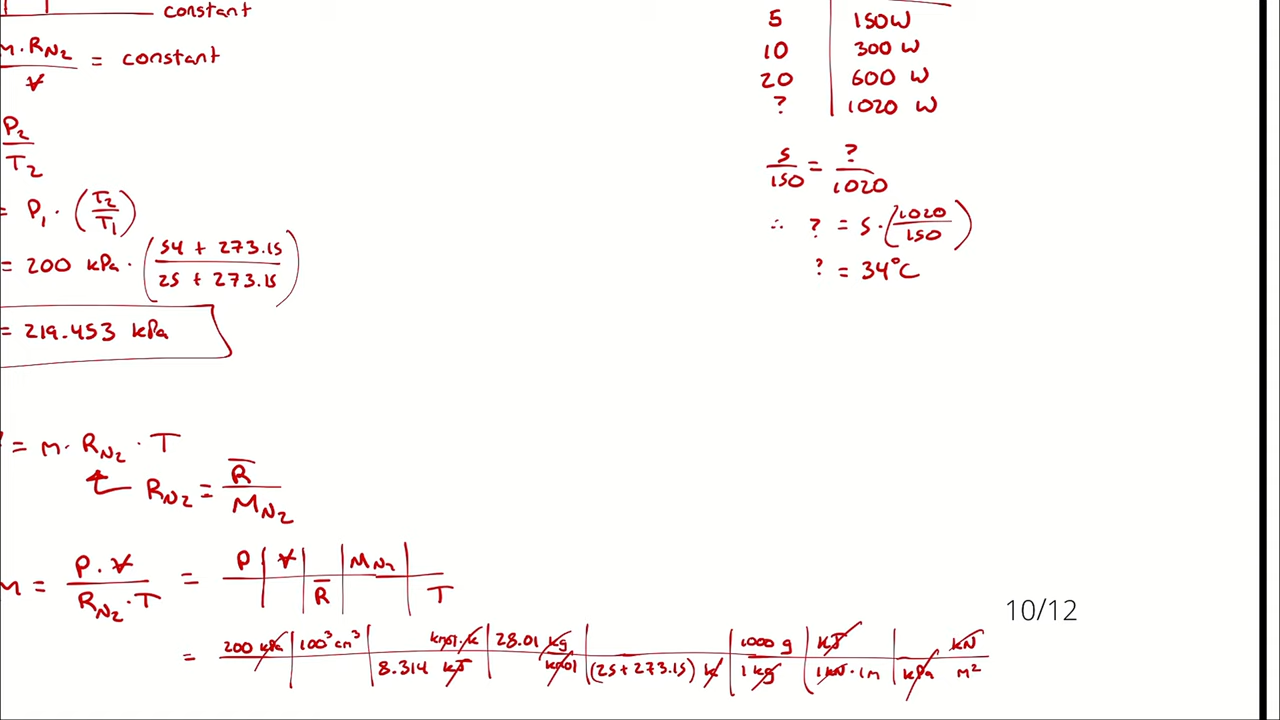 constant
m·R_N2 / V = constant
P2 / T2
= P1 · (T2 / T1)
= 200 kPa · (54 + 273.15 / 25 + 273.15)
= 219.453 kPa
= m· R_N2 · T
R_N2 = R̅ / M_N2
m = P·V / R_N2·T = P | V | | M_N2 | / | | R̅ | | T
= 200 kPa | 100³ cm³ | kmol·K | 28.01 kg | | 1000 g | kJ | kN
8.314 kJ | kmol | (25+273.15) K | 1 kg | 1 kN·1m | kPa m²
5 | 150 W
10 | 300 W
20 | 600 W
? | 1020 W
5 / 150 = ? / 1020
∴ ? = 5·(1020 / 150)
? = 34°C
10/12